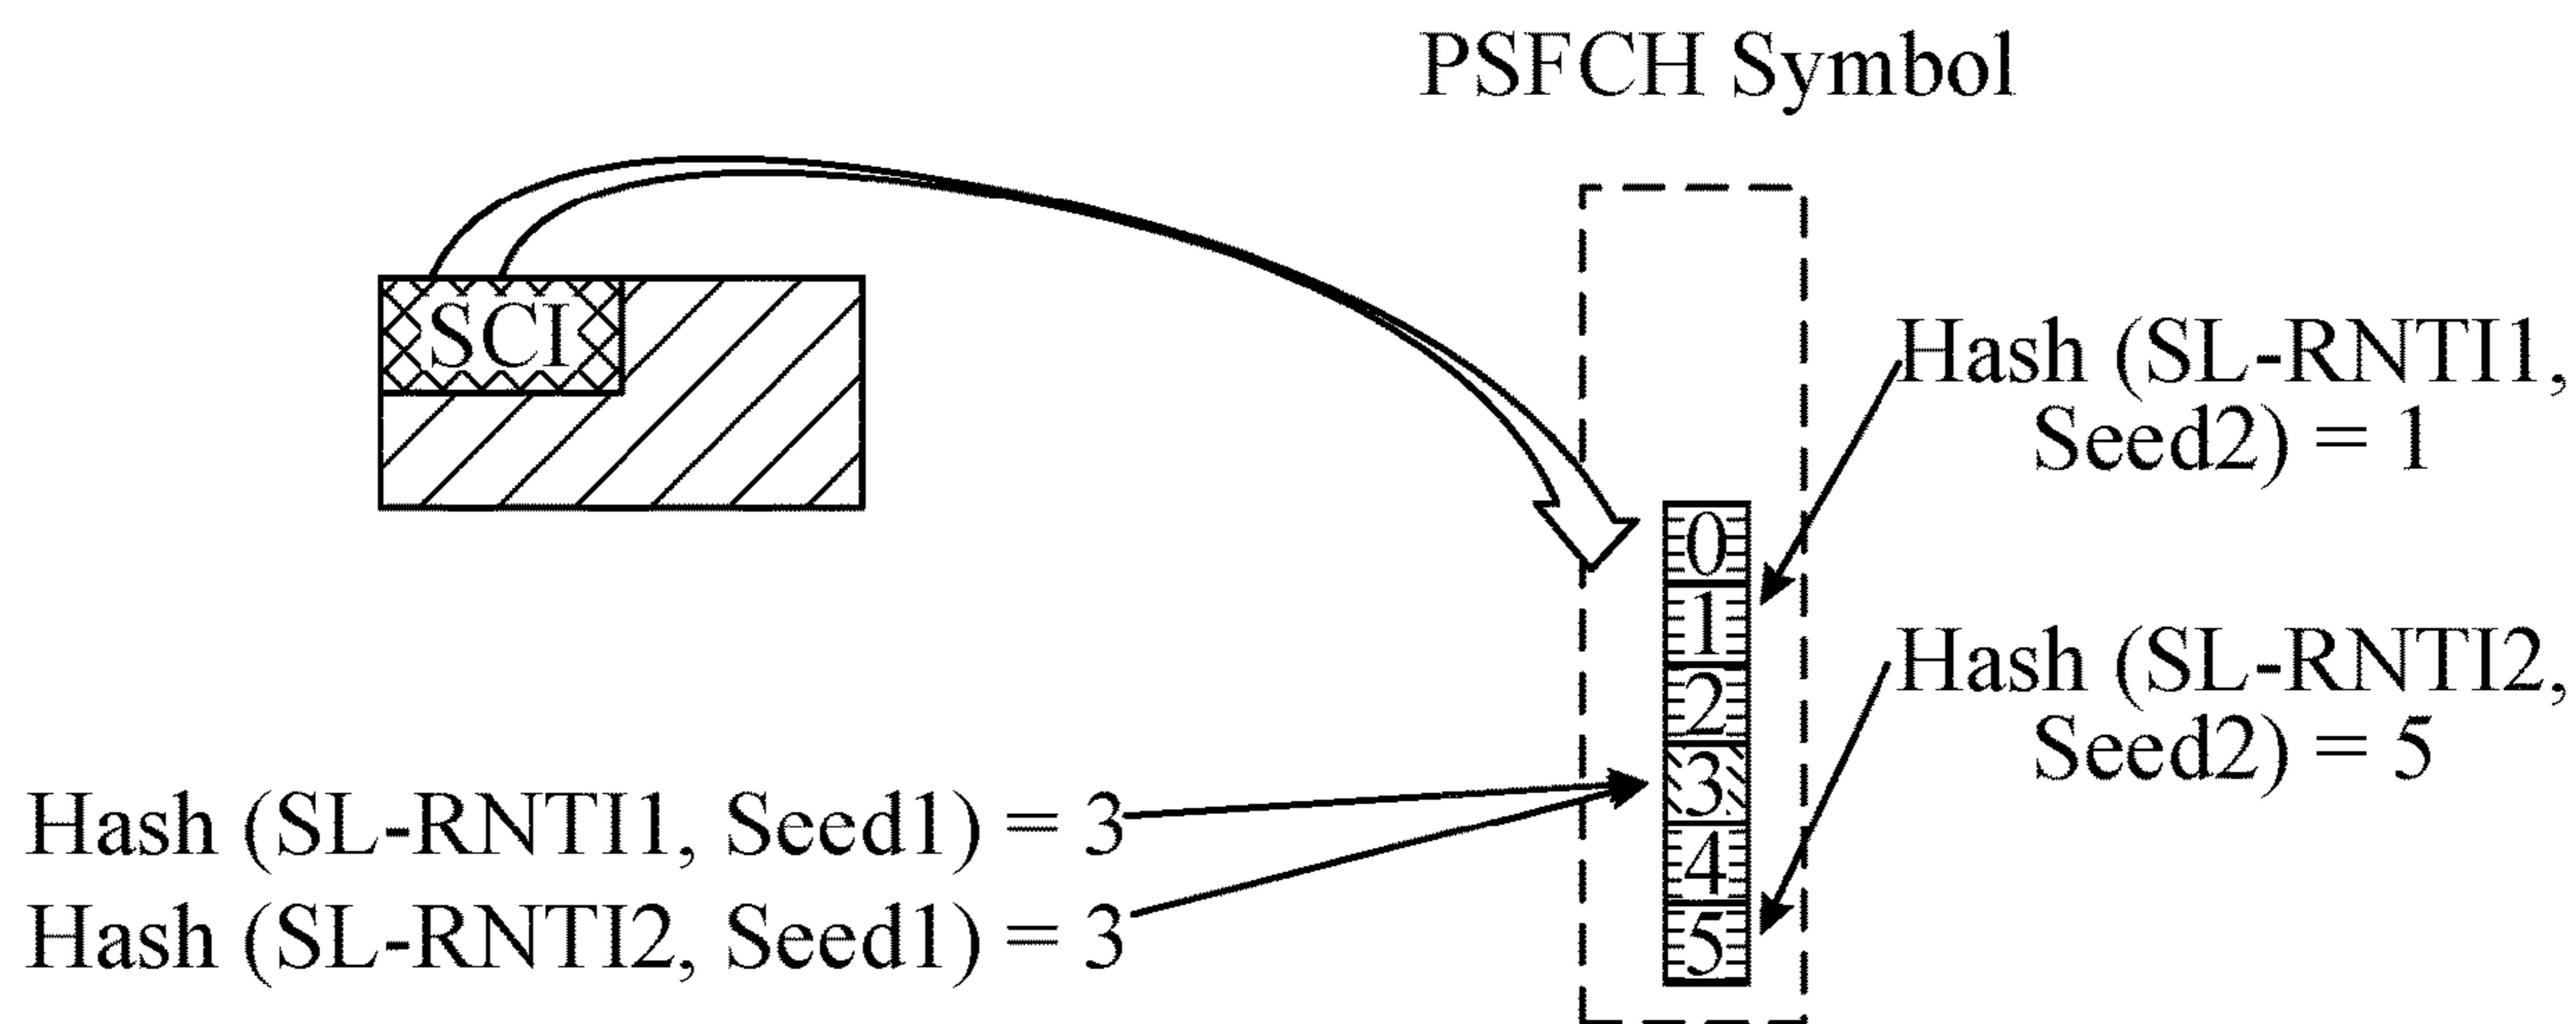 PSFCH Symbol
SCI
Hash (SL-RNTI1,
Seed2) = 1
0
1
2
3
4
5
Hash (SL-RNTI2,
Seed2) = 5
Hash (SL-RNTI1, Seed1) = 3
Hash (SL-RNTI2, Seed1) = 3